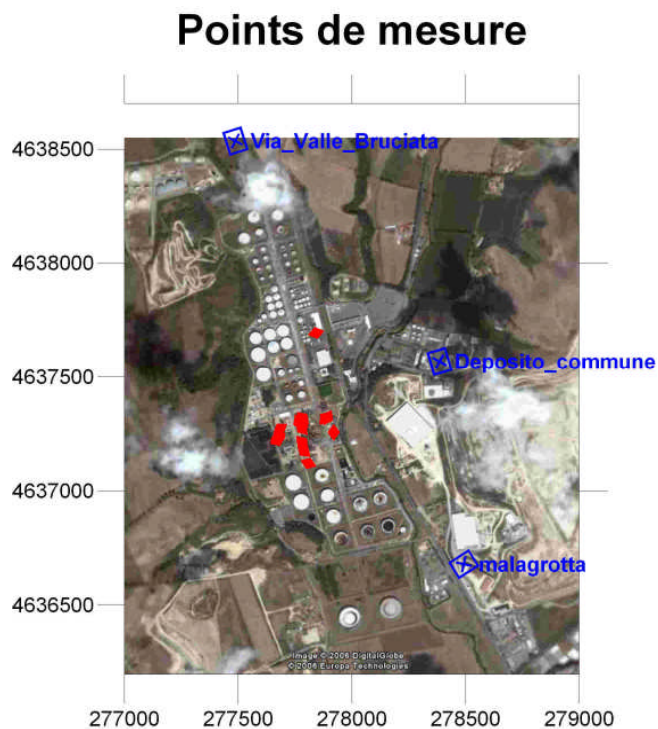 Points de mesure
4638500
Via_Valle_Bruciata
4638000
4637500
Deposito_commune
4637000
malagrotta
4636500
Image © 2006 DigitalGlobe
© 2006 Europa Technologies
277000 277500 278000 278500 279000